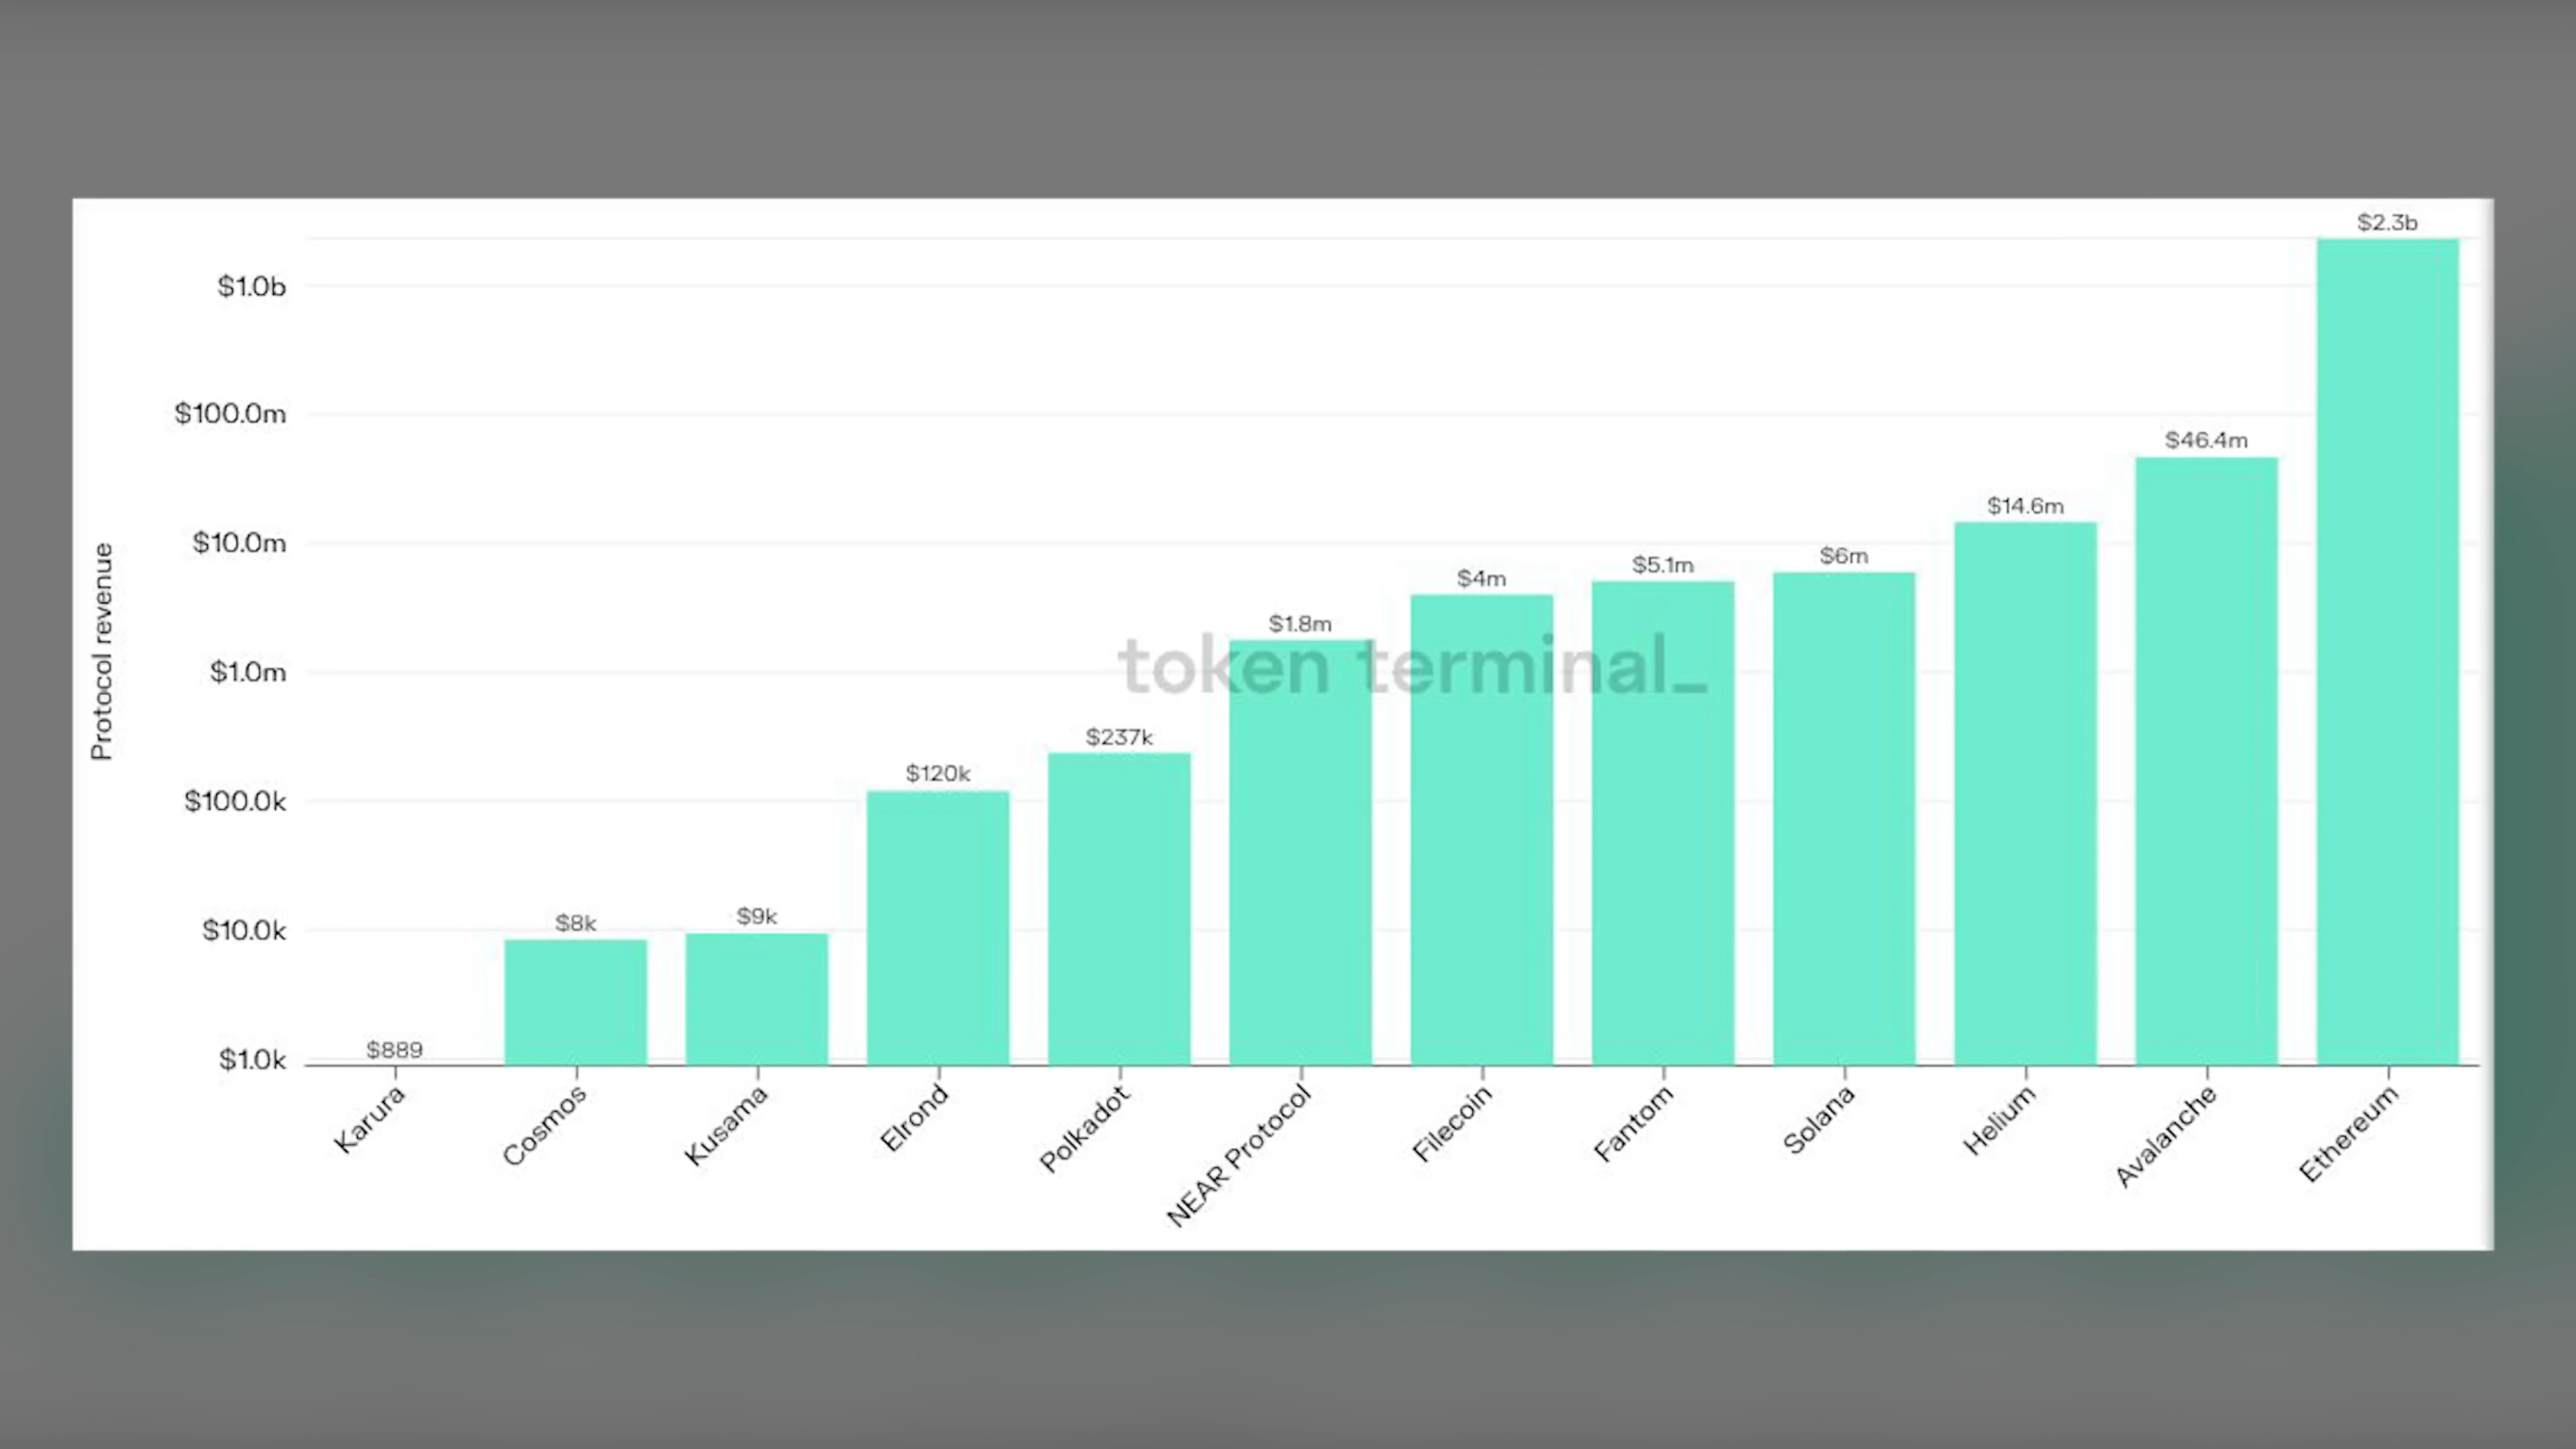 $2.3b
$1.0b
$100.0m
$46.4m
$14.6m
$10.0m
$6m
$5.1m
$4m
$1.8m
token terminal_
$1.0m
Protocol revenue
$237k
$120k
$100.0k
$9k
$8k
$10.0k
$889
$1.0k
Karura
Cosmos
Kusama
Elrond
Polkadot
NEAR Protocol
Filecoin
Fantom
Solana
Helium
Avalanche
Ethereum